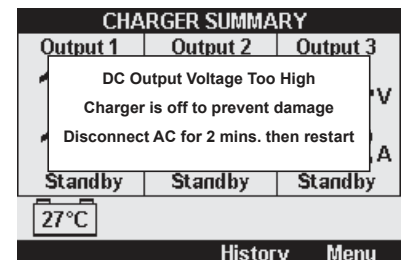 CHARGER SUMMARY
Output 1 Output 2 Output 3
DC Output Voltage Too High
Charger is off to prevent damage
Disconnect AC for 2 mins. then restart
V
A
Standby Standby Standby
27°C
History Menu